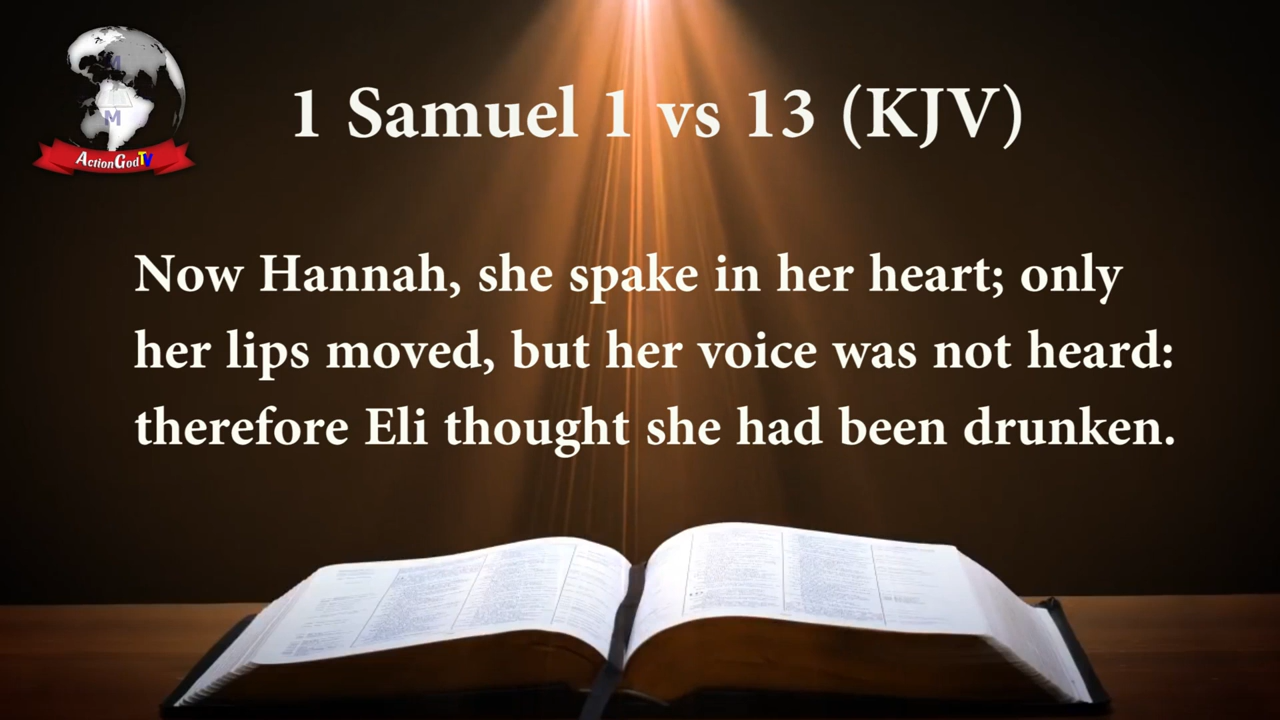 M
M
ActionGodTV
1 Samuel 1 vs 13 (KJV)
Now Hannah, she spake in her heart; only
her lips moved, but her voice was not heard:
therefore Eli thought she had been drunken.